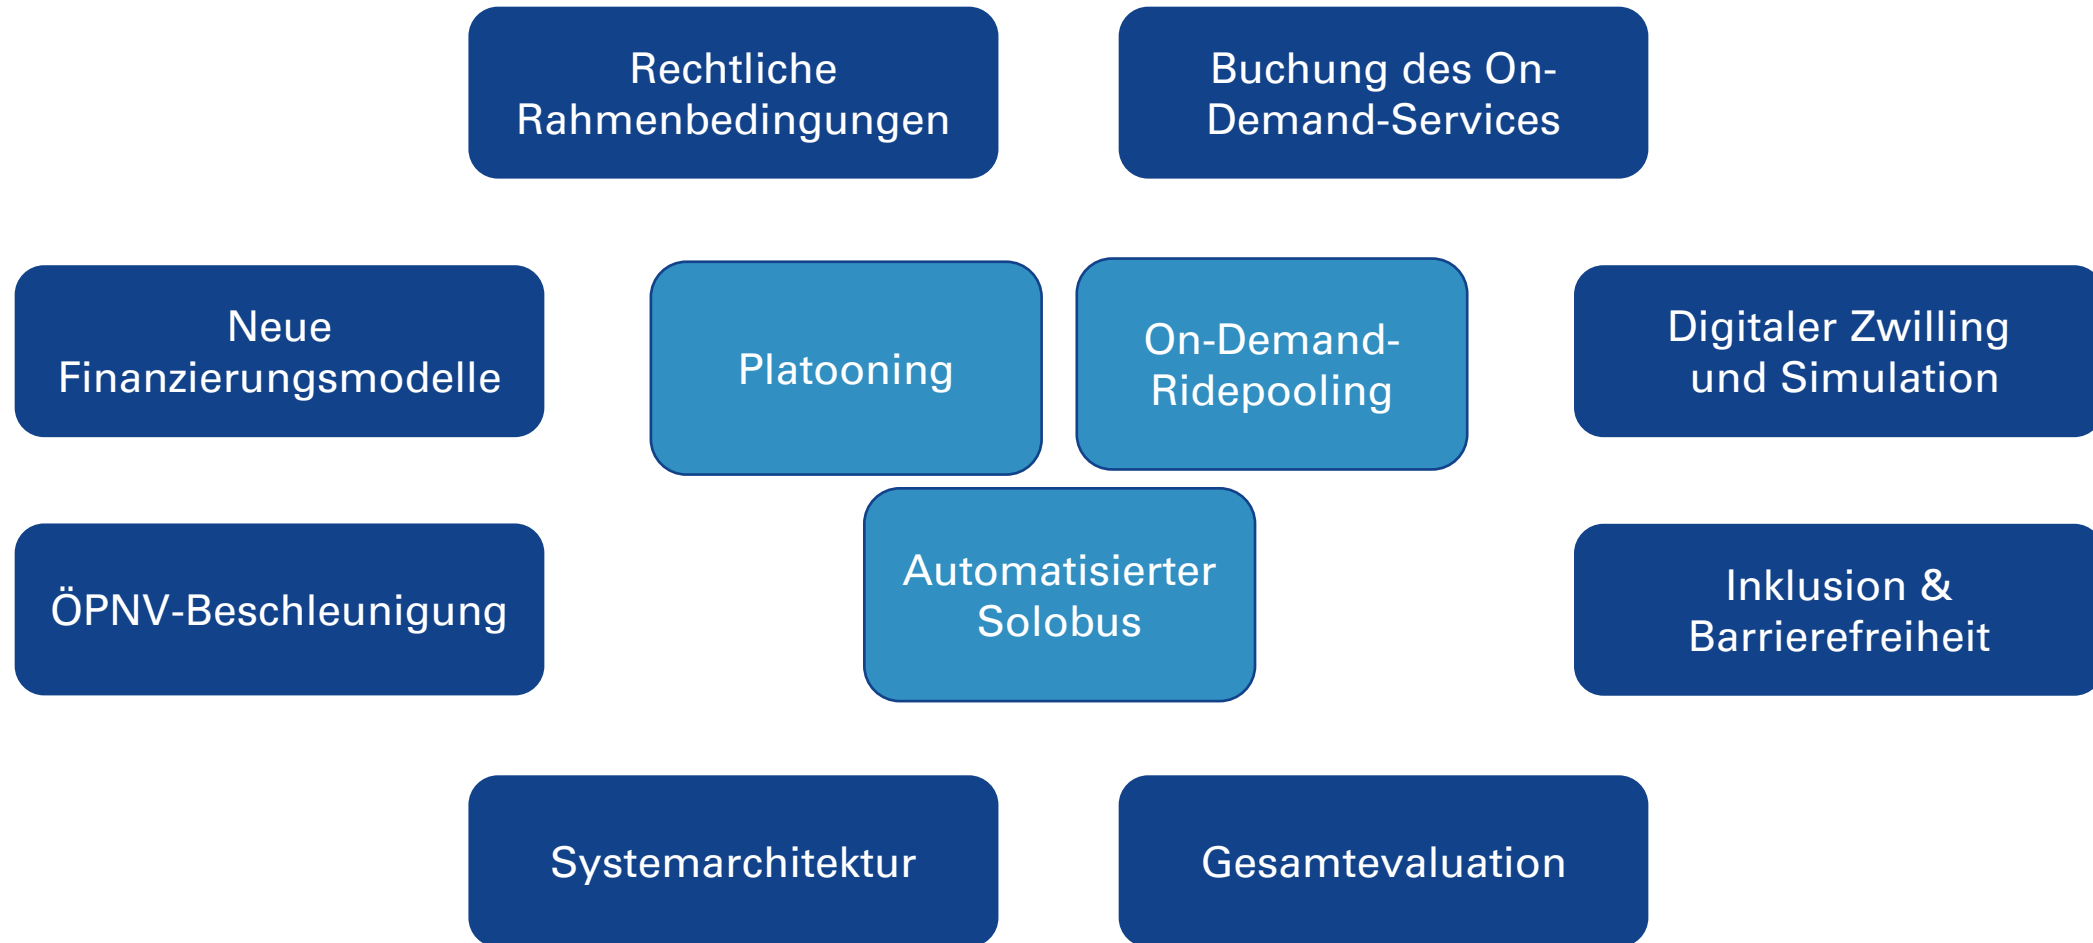 Rechtliche
Rahmenbedingungen
Buchung des On-
Demand-Services
Neue
Finanzierungsmodelle
Platooning
On-Demand-
Ridepooling
Digitaler Zwilling
und Simulation
ÖPNV-Beschleunigung
Automatisierter
Solobus
Inklusion &
Barrierefreiheit
Systemarchitektur
Gesamtevaluation